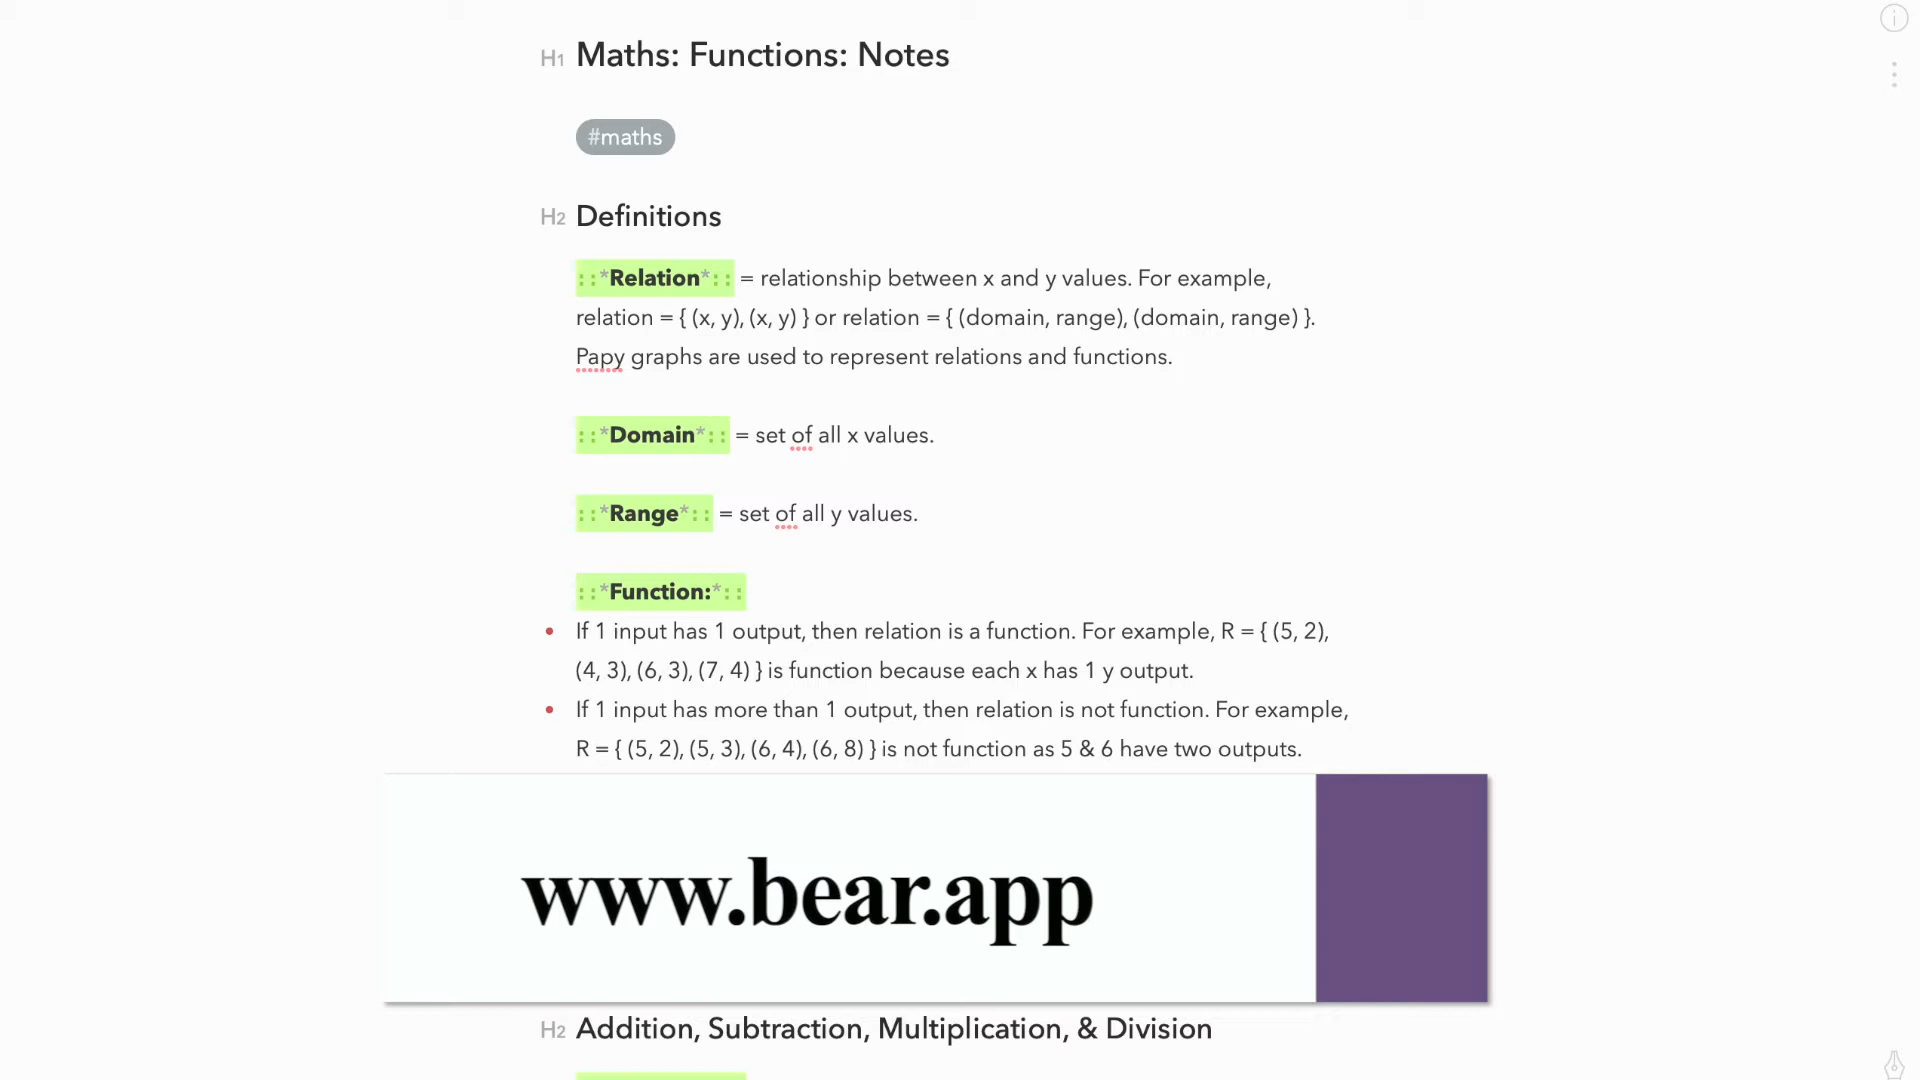 H1 Maths: Functions: Notes
#maths
H2 Definitions
::*Relation*:: = relationship between x and y values. For example,
relation = { (x, y), (x, y) } or relation = { (domain, range), (domain, range) }.
Papy graphs are used to represent relations and functions.
::*Domain*:: = set of all x values.
::*Range*:: = set of all y values.
::*Function:*::
• If 1 input has 1 output, then relation is a function. For example, R = { (5, 2),
(4, 3), (6, 3), (7, 4) } is function because each x has 1 y output.
• If 1 input has more than 1 output, then relation is not function. For example,
R = { (5, 2), (5, 3), (6, 4), (6, 8) } is not function as 5 & 6 have two outputs.
www.bear.app
H2 Addition, Subtraction, Multiplication, & Division